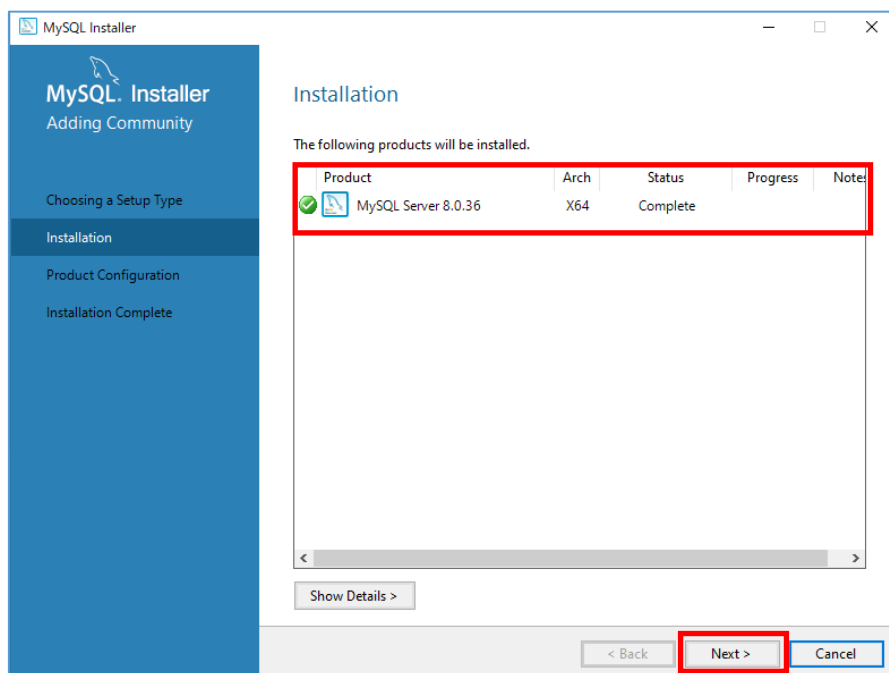 MySQL Installer
MySQL. Installer
Adding Community
Choosing a Setup Type
Installation
Product Configuration
Installation Complete
Installation
The following products will be installed.
Product Arch Status Progress Notes
MySQL Server 8.0.36 X64 Complete
Show Details >
< Back Next > Cancel